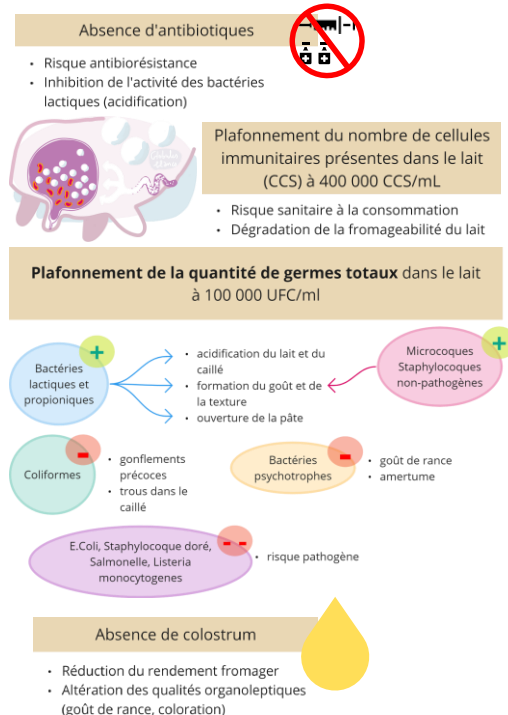 Absence d'antibiotiques
• Risque antibiorésistance
• Inhibition de l'activité des bactéries
lactiques (acidification)
Plafonnement du nombre de cellules
immunitaires présentes dans le lait
(CCS) à 400 000 CCS/mL
• Risque sanitaire à la consommation
• Dégradation de la fromageabilité du lait
Plafonnement de la quantité de germes totaux dans le lait
à 100 000 UFC/ml
+
Bactéries
lactiques et
propioniques
• acidification du lait et du
caillé
• formation du goût et de
la texture
• ouverture de la pâte
+
Microcoques
Staphylocoques
non-pathogènes
-
Coliformes
• gonflements
précoces
• trous dans le
caillé
-
Bactéries
psychotrophes
• goût de rance
• amertume
- -
E.Coli, Staphylocoque doré,
Salmonelle, Listeria
monocytogenes
• risque pathogène
Absence de colostrum
• Réduction du rendement fromager
• Altération des qualités organoleptiques
(goût de rance, coloration)